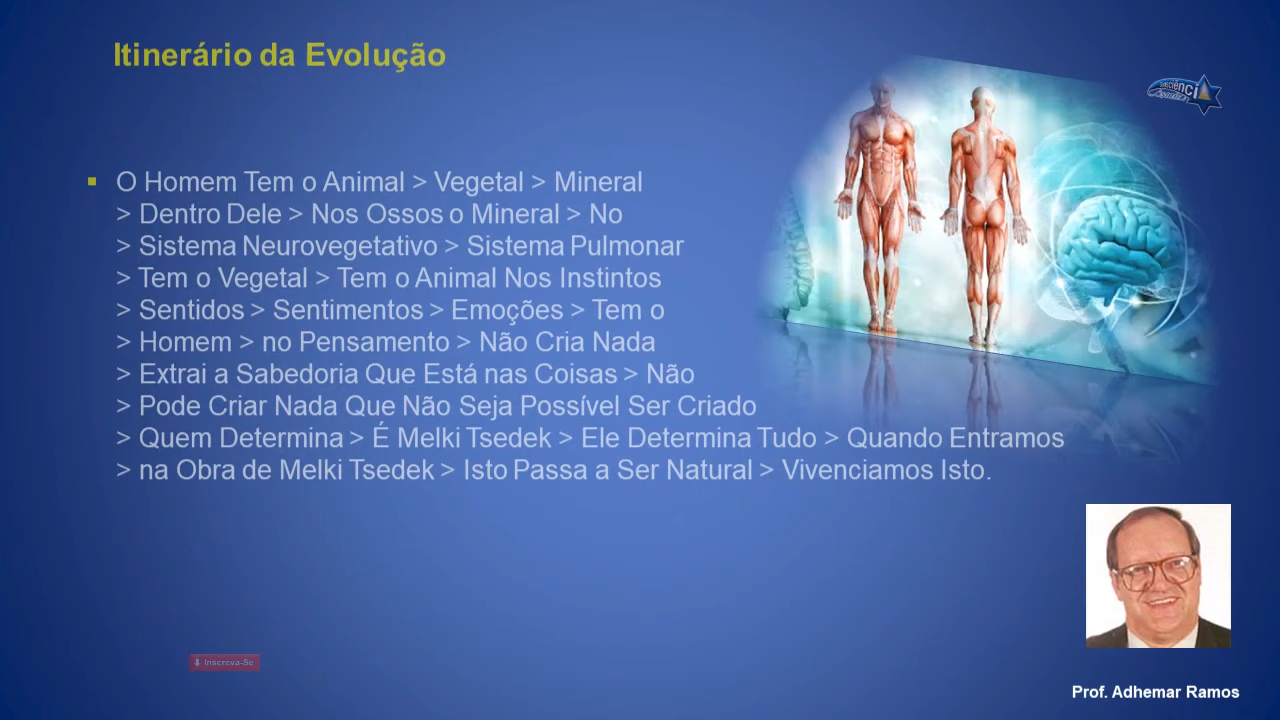 Itinerário da Evolução
O Homem Tem o Animal > Vegetal > Mineral
> Dentro Dele > Nos Ossos o Mineral > No
> Sistema Neurovegetativo > Sistema Pulmonar
> Tem o Vegetal > Tem o Animal Nos Instintos
> Sentidos > Sentimentos > Emoções > Tem o
> Homem > no Pensamento > Não Cria Nada
> Extrai a Sabedoria Que Está nas Coisas > Não
> Pode Criar Nada Que Não Seja Possível Ser Criado
> Quem Determina > É Melki Tsedek > Ele Determina Tudo > Quando Entramos
> na Obra de Melki Tsedek > Isto Passa a Ser Natural > Vivenciamos Isto.
Inscreva-Se
Prof. Adhemar Ramos